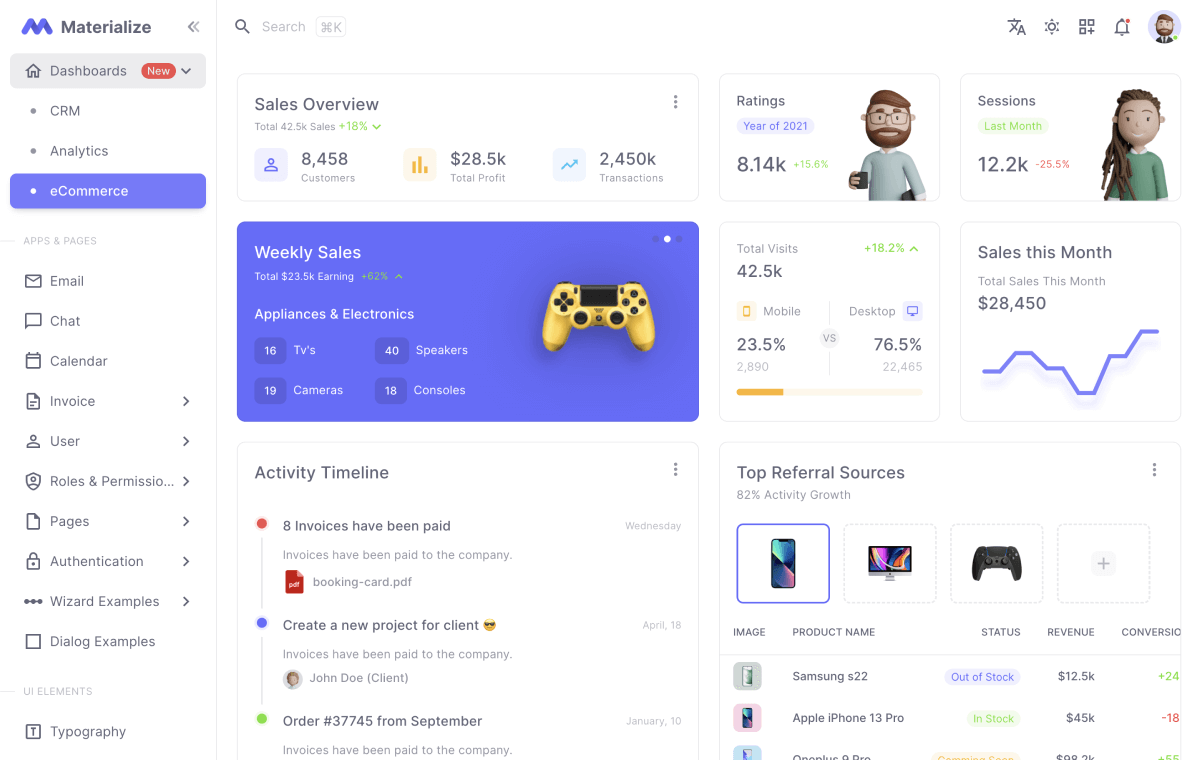 Materialize
Search ⌘K
Dashboards New
CRM
Analytics
eCommerce
APPS & PAGES
Email
Chat
Calendar
Invoice
User
Roles & Permissio...
Pages
Authentication
Wizard Examples
Dialog Examples
UI ELEMENTS
Typography
Sales Overview
Total 42.5k Sales +18%
8,458
Customers
$28.5k
Total Profit
2,450k
Transactions
Ratings
Year of 2021
8.14k +15.6%
Sessions
Last Month
12.2k -25.5%
Weekly Sales
Total $23.5k Earning +62%
Appliances & Electronics
16 Tv's 40 Speakers
19 Cameras 18 Consoles
Total Visits +18.2%
42.5k
Mobile Desktop
VS
23.5% 76.5%
2,890 22,465
Sales this Month
Total Sales This Month
$28,450
Activity Timeline
8 Invoices have been paid Wednesday
Invoices have been paid to the company.
pdf booking-card.pdf
Create a new project for client 😎 April, 18
Invoices have been paid to the company.
John Doe (Client)
Order #37745 from September January, 10
Invoices have been paid to the company.
Top Referral Sources
82% Activity Growth
IMAGE PRODUCT NAME STATUS REVENUE CONVERSIO
Samsung s22 Out of Stock $12.5k +24
Apple iPhone 13 Pro In Stock $45k -18
Oneplus 9 Pro Comming Soon $98.2k +55